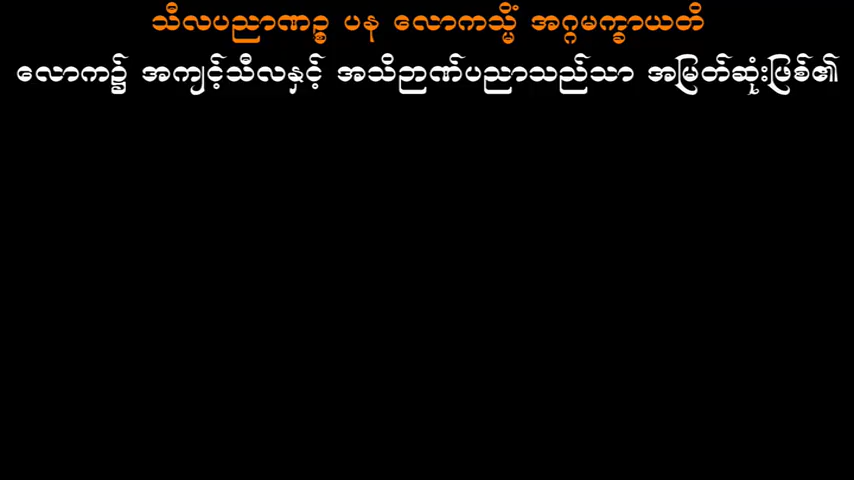 သီလပညာဏဉ္စ ပန လောကသ္မိံ အဂ္ဂမက္ခာယတိ
လောက၌ အကျင့်သီလနှင့် အသိဉာဏ်ပညာသည်သာ အမြတ်ဆုံးဖြစ်၏